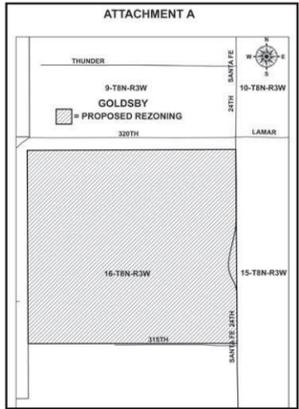 ATTACHMENT A
N
W E
S
THUNDER
SANTA FE
24TH
9-T8N-R3W
10-T8N-R3W
GOLDSBY
= PROPOSED REZONING
320TH
LAMAR
16-T8N-R3W
15-T8N-R3W
24TH
SANTA FE
315TH